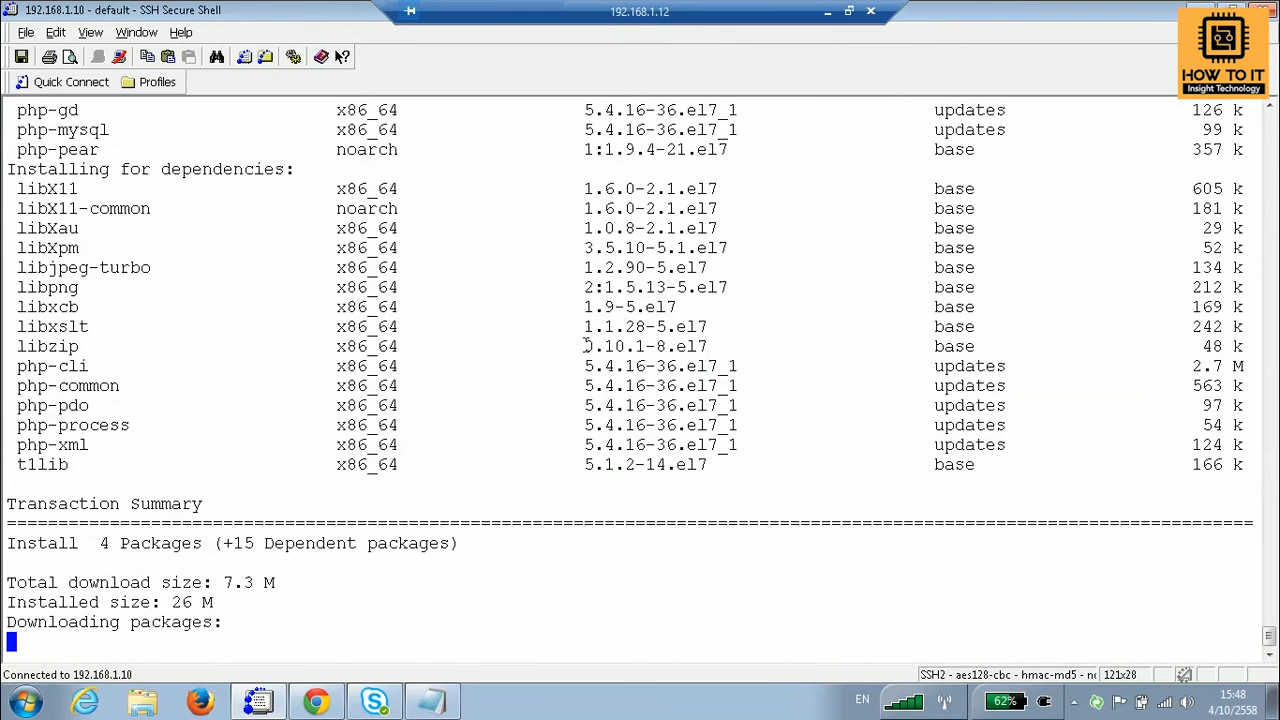 192.168.1.10 - default - SSH Secure Shell
192.168.1.12
File Edit View Window Help
Quick Connect Profiles
HOW TO IT
Insight Technology
php-gd x86_64 5.4.16-36.el7_1 updates 126 k
php-mysql x86_64 5.4.16-36.el7_1 updates 99 k
php-pear noarch 1:1.9.4-21.el7 base 357 k
Installing for dependencies:
libX11 x86_64 1.6.0-2.1.el7 base 605 k
libX11-common noarch 1.6.0-2.1.el7 base 181 k
libXau x86_64 1.0.8-2.1.el7 base 29 k
libXpm x86_64 3.5.10-5.1.el7 base 52 k
libjpeg-turbo x86_64 1.2.90-5.el7 base 134 k
libpng x86_64 2:1.5.13-5.el7 base 212 k
libxcb x86_64 1.9-5.el7 base 169 k
libxslt x86_64 1.1.28-5.el7 base 242 k
libzip x86_64 0.10.1-8.el7 base 48 k
php-cli x86_64 5.4.16-36.el7_1 updates 2.7 M
php-common x86_64 5.4.16-36.el7_1 updates 563 k
php-pdo x86_64 5.4.16-36.el7_1 updates 97 k
php-process x86_64 5.4.16-36.el7_1 updates 54 k
php-xml x86_64 5.4.16-36.el7_1 updates 124 k
t1lib x86_64 5.1.2-14.el7 base 166 k
Transaction Summary
================================================================================
Install 4 Packages (+15 Dependent packages)
Total download size: 7.3 M
Installed size: 26 M
Downloading packages:
Connected to 192.168.1.10
SSH2 - aes128-cbc - hmac-md5 - nc 121x28
EN 62% 15:48
4/10/2558